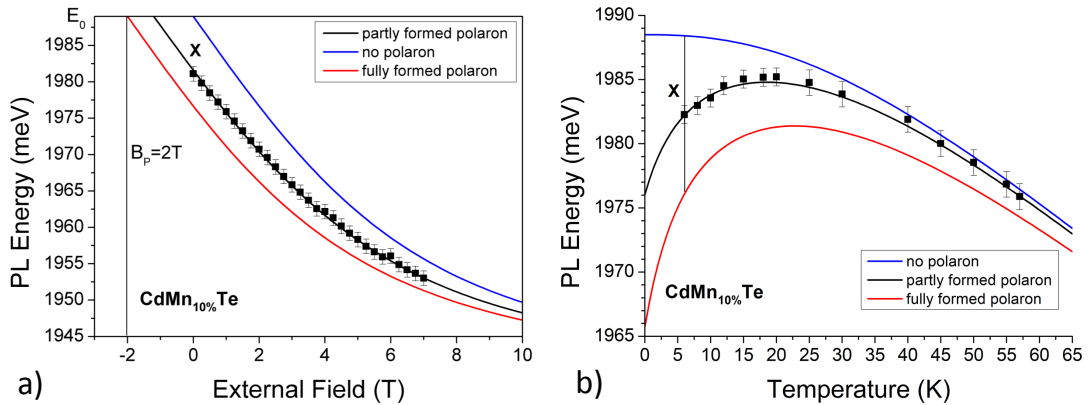 E₀
1985
1980
1975
1970
1965
1960
1955
1950
1945
PL Energy (meV)
X
partly formed polaron
no polaron
fully formed polaron
B_P=2T
CdMn₁₀%Te
-2 0 2 4 6 8 10
a) External Field (T)
1990
1985
1980
1975
1970
1965
PL Energy (meV)
X
CdMn₁₀%Te
no polaron
partly formed polaron
fully formed polaron
0 5 10 15 20 25 30 35 40 45 50 55 60 65
b) Temperature (K)